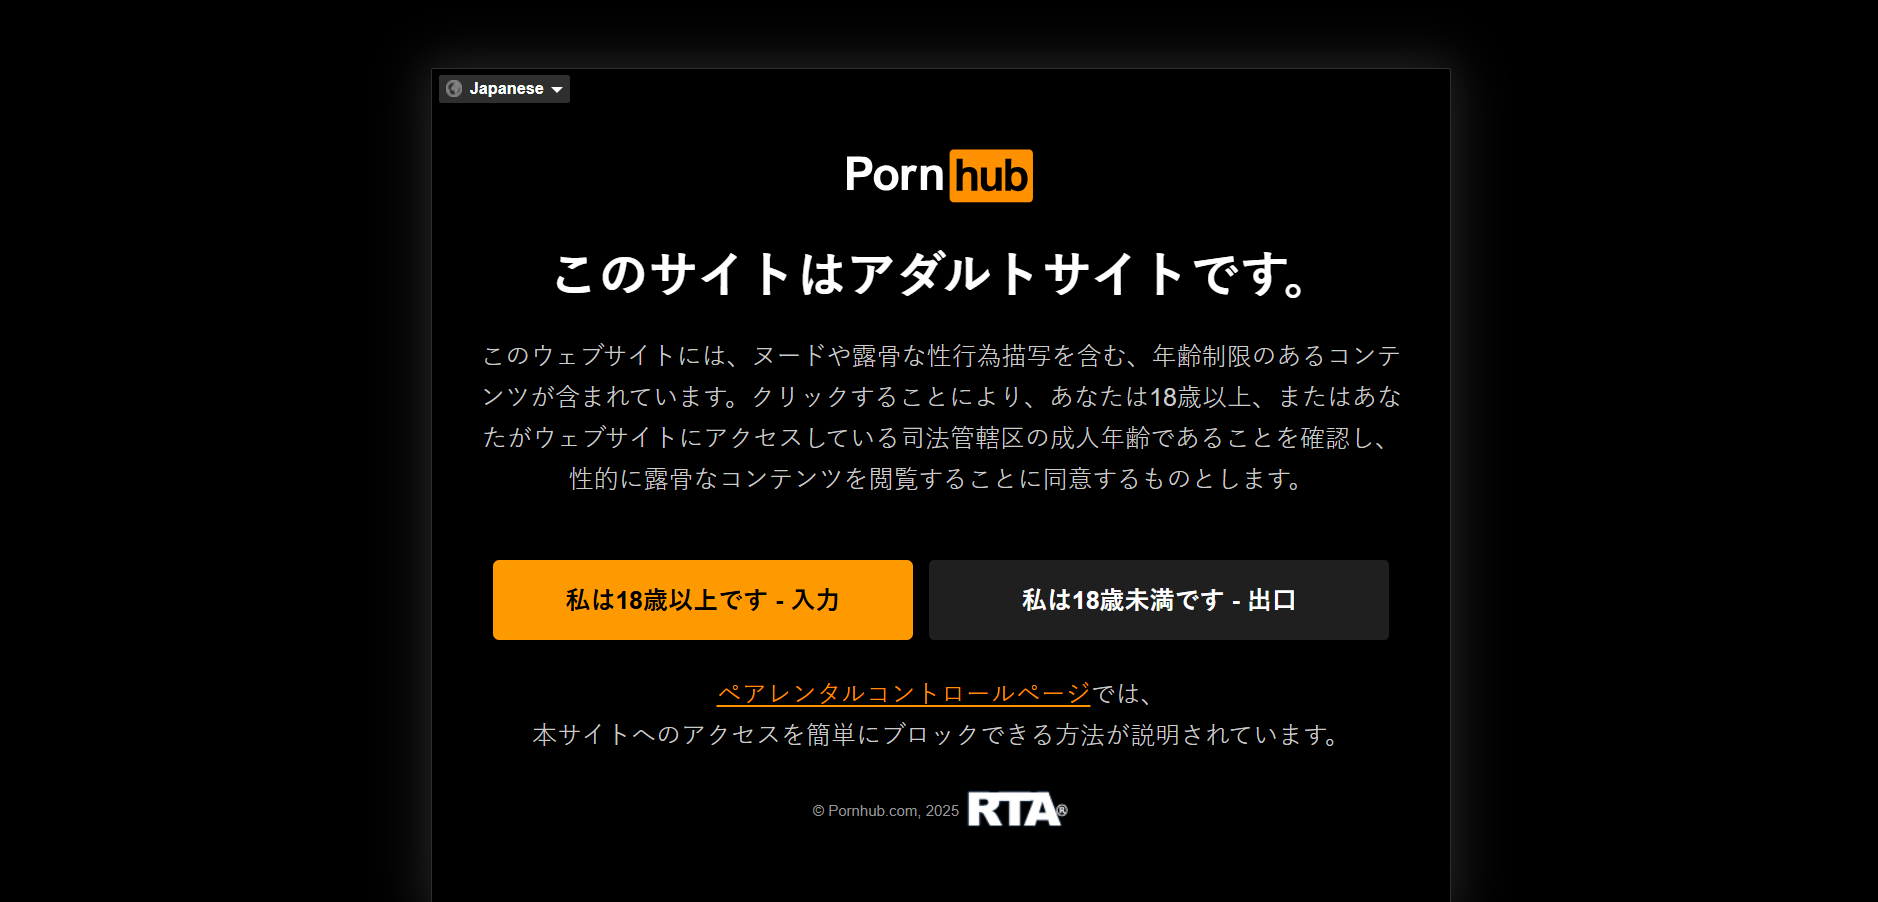 Japanese
Pornhub
このサイトはアダルトサイトです。
このウェブサイトには、ヌードや露骨な性行為描写を含む、年齢制限のあるコンテ
ンツが含まれています。クリックすることにより、あなたは18歳以上、またはあな
たがウェブサイトにアクセスしている司法管轄区の成人年齢であることを確認し、
性的に露骨なコンテンツを閲覧することに同意するものとします。
私は18歳以上です - 入力
私は18歳未満です - 出口
ペアレンタルコントロールページでは、
本サイトへのアクセスを簡単にブロックできる方法が説明されています。
© Pornhub.com, 2025 RTA®